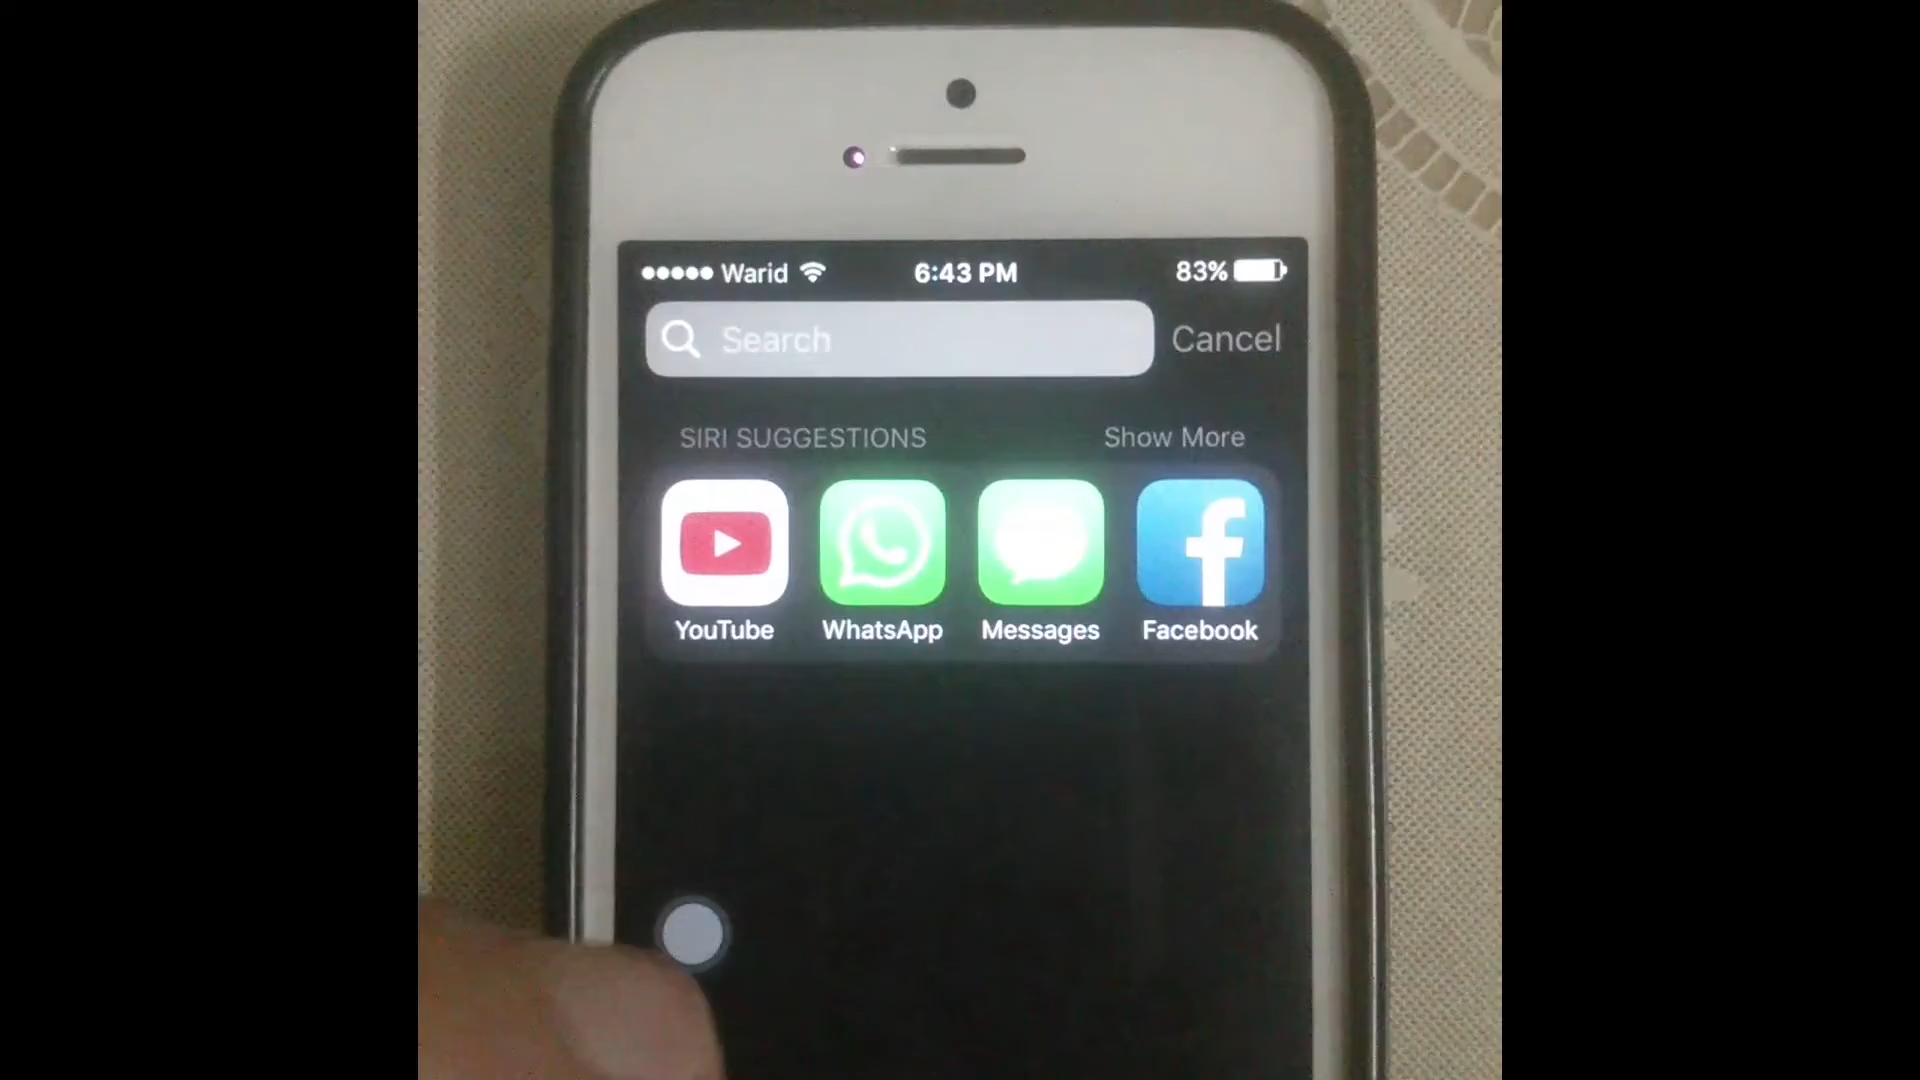 Warid 6:43 PM 83%
Search Cancel
SIRI SUGGESTIONS Show More
YouTube WhatsApp Messages Facebook